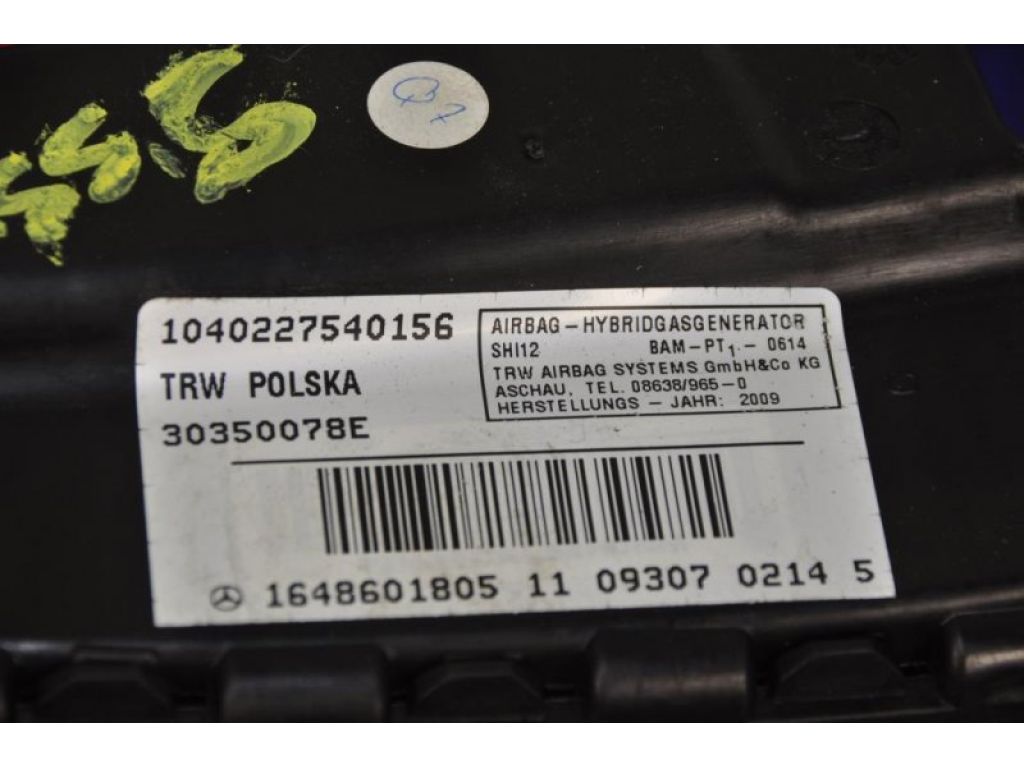 Q7
1040227540156
TRW POLSKA
30350078E
AIRBAG – HYBRIDGASGENERATOR
SHI12 BAM–PT1– 0614
TRW AIRBAG SYSTEMS GmbH&Co KG
ASCHAU, TEL. 08638/965–0
HERSTELLUNGS – JAHR: 2009
1648601805 11 09307 0214 5